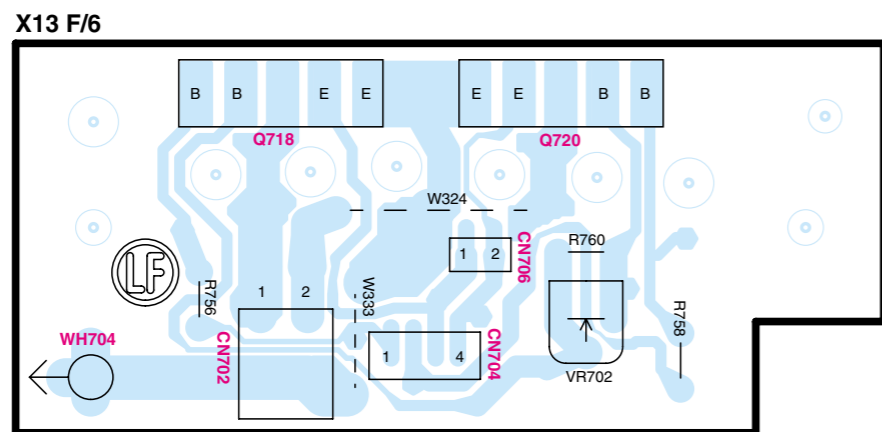 X13 F/6
B B E E
E E B B
Q718
Q720
W324
CN706
1 2
R760
LF
R756
1 2
W333
R758
WH704
CN702
1 4
CN704
VR702